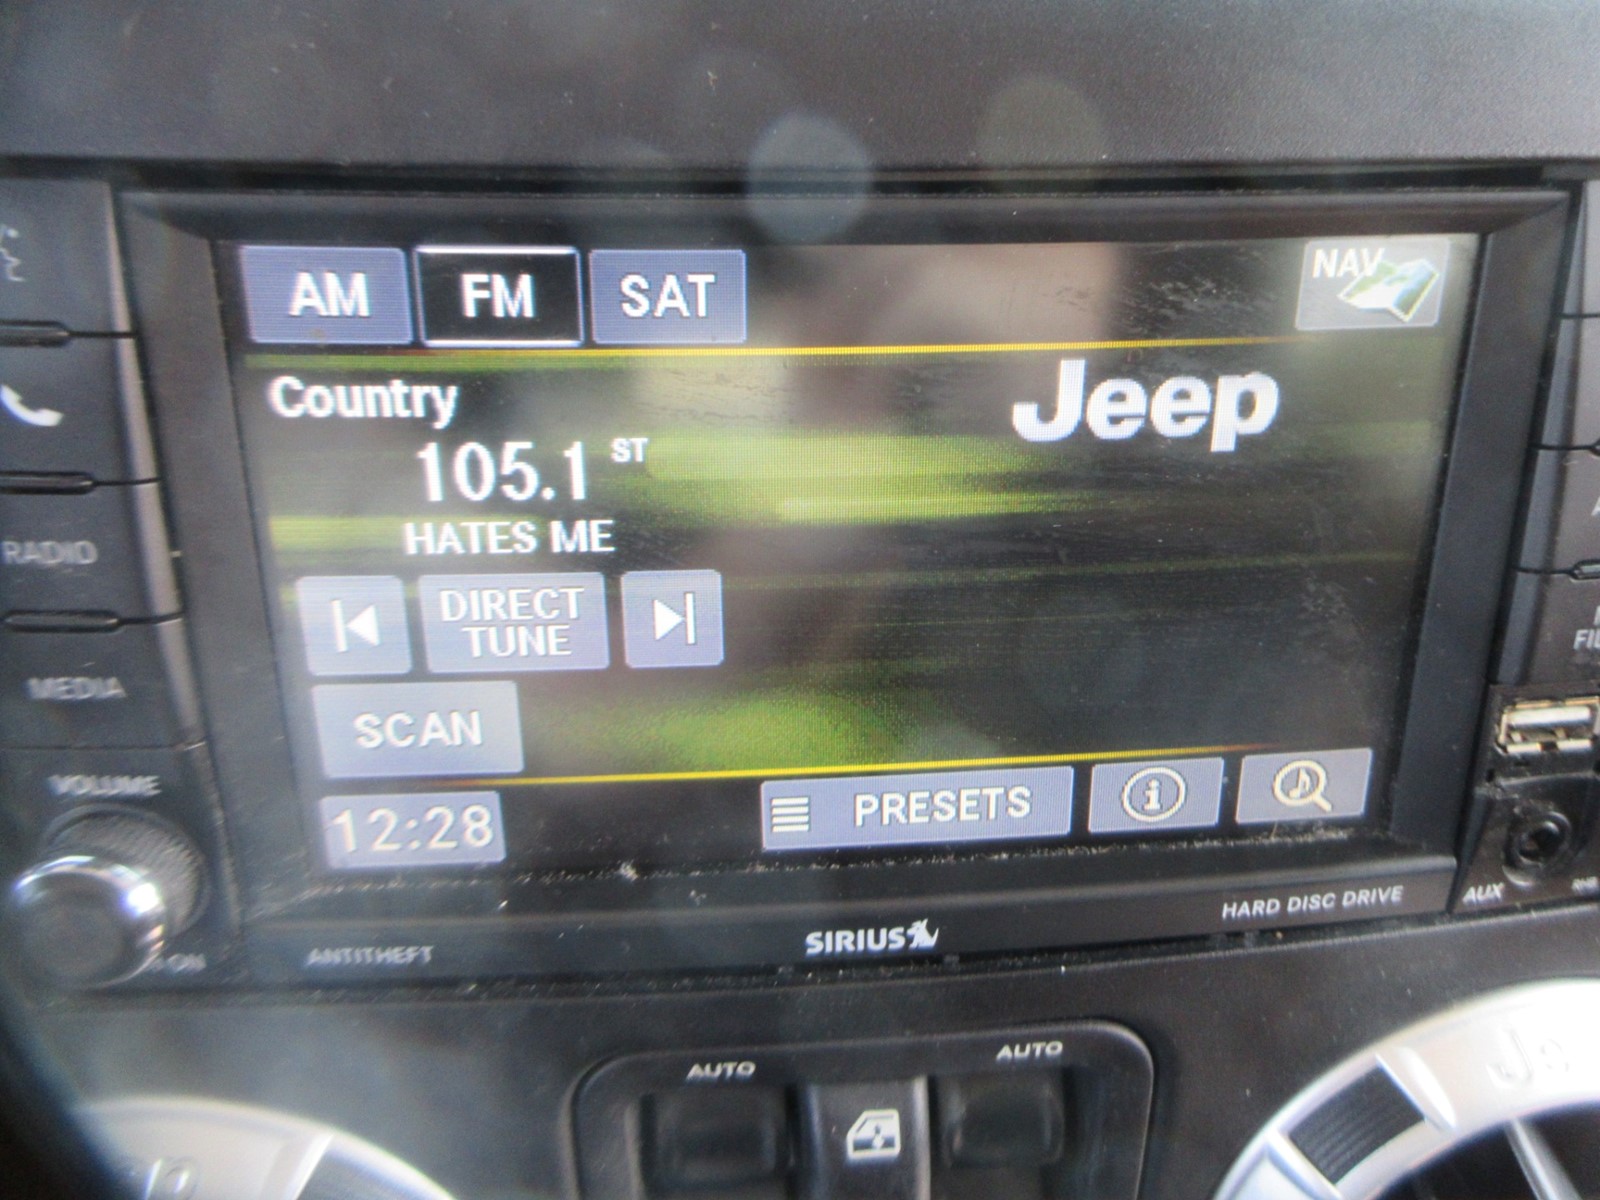 AM FM SAT
NAV
Country
Jeep
105.1 ST
HATES ME
DIRECT
TUNE
SCAN
12:28
PRESETS
RADIO
MEDIA
VOLUME
ANTITHEFT
SIRIUS
HARD DISC DRIVE
AUX
AUTO
AUTO